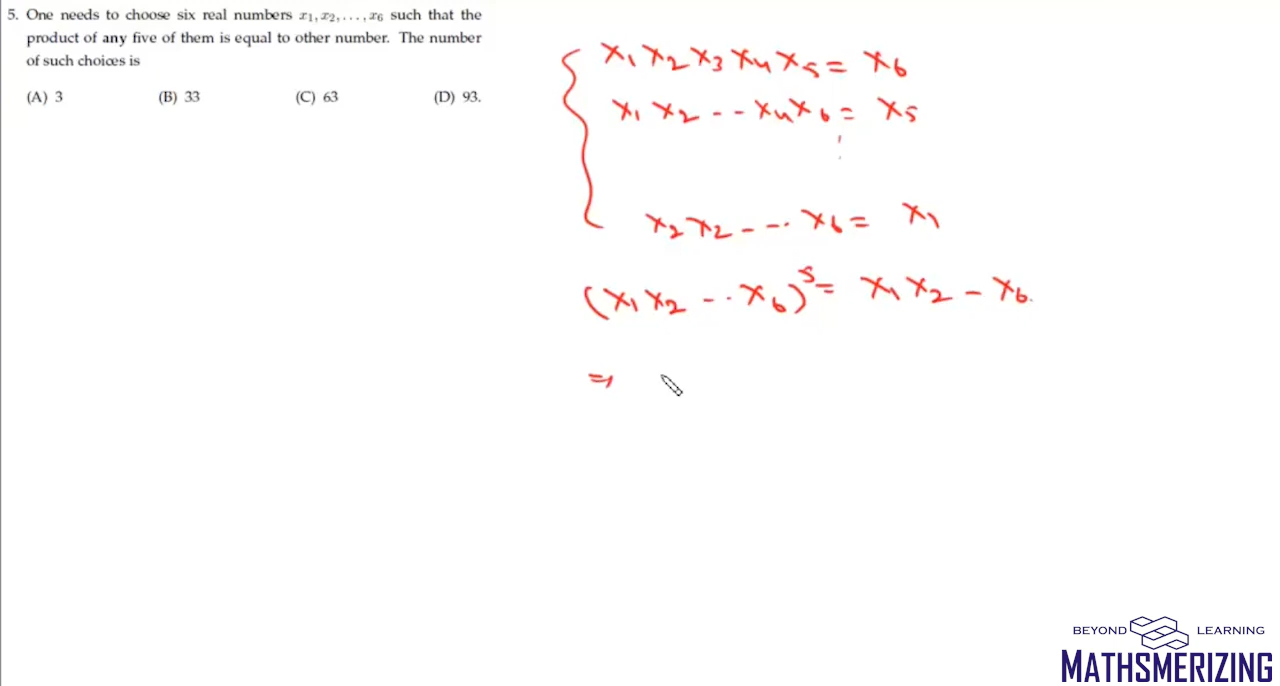 5. One needs to choose six real numbers x₁, x₂, ..., x₆ such that the
product of any five of them is equal to other number. The number
of such choices is
(A) 3 (B) 33 (C) 63 (D) 93.
x₁ x₂ x₃ x₄ x₅ = x₆
x₁ x₂ -- x₄ x₆ = x₅
x₂ x₂ ---- x₆ = x₁
(x₁ x₂ --- x₆)⁵ = x₁ x₂ - x₆.
⇒
BEYOND LEARNING
MATHSMERIZING